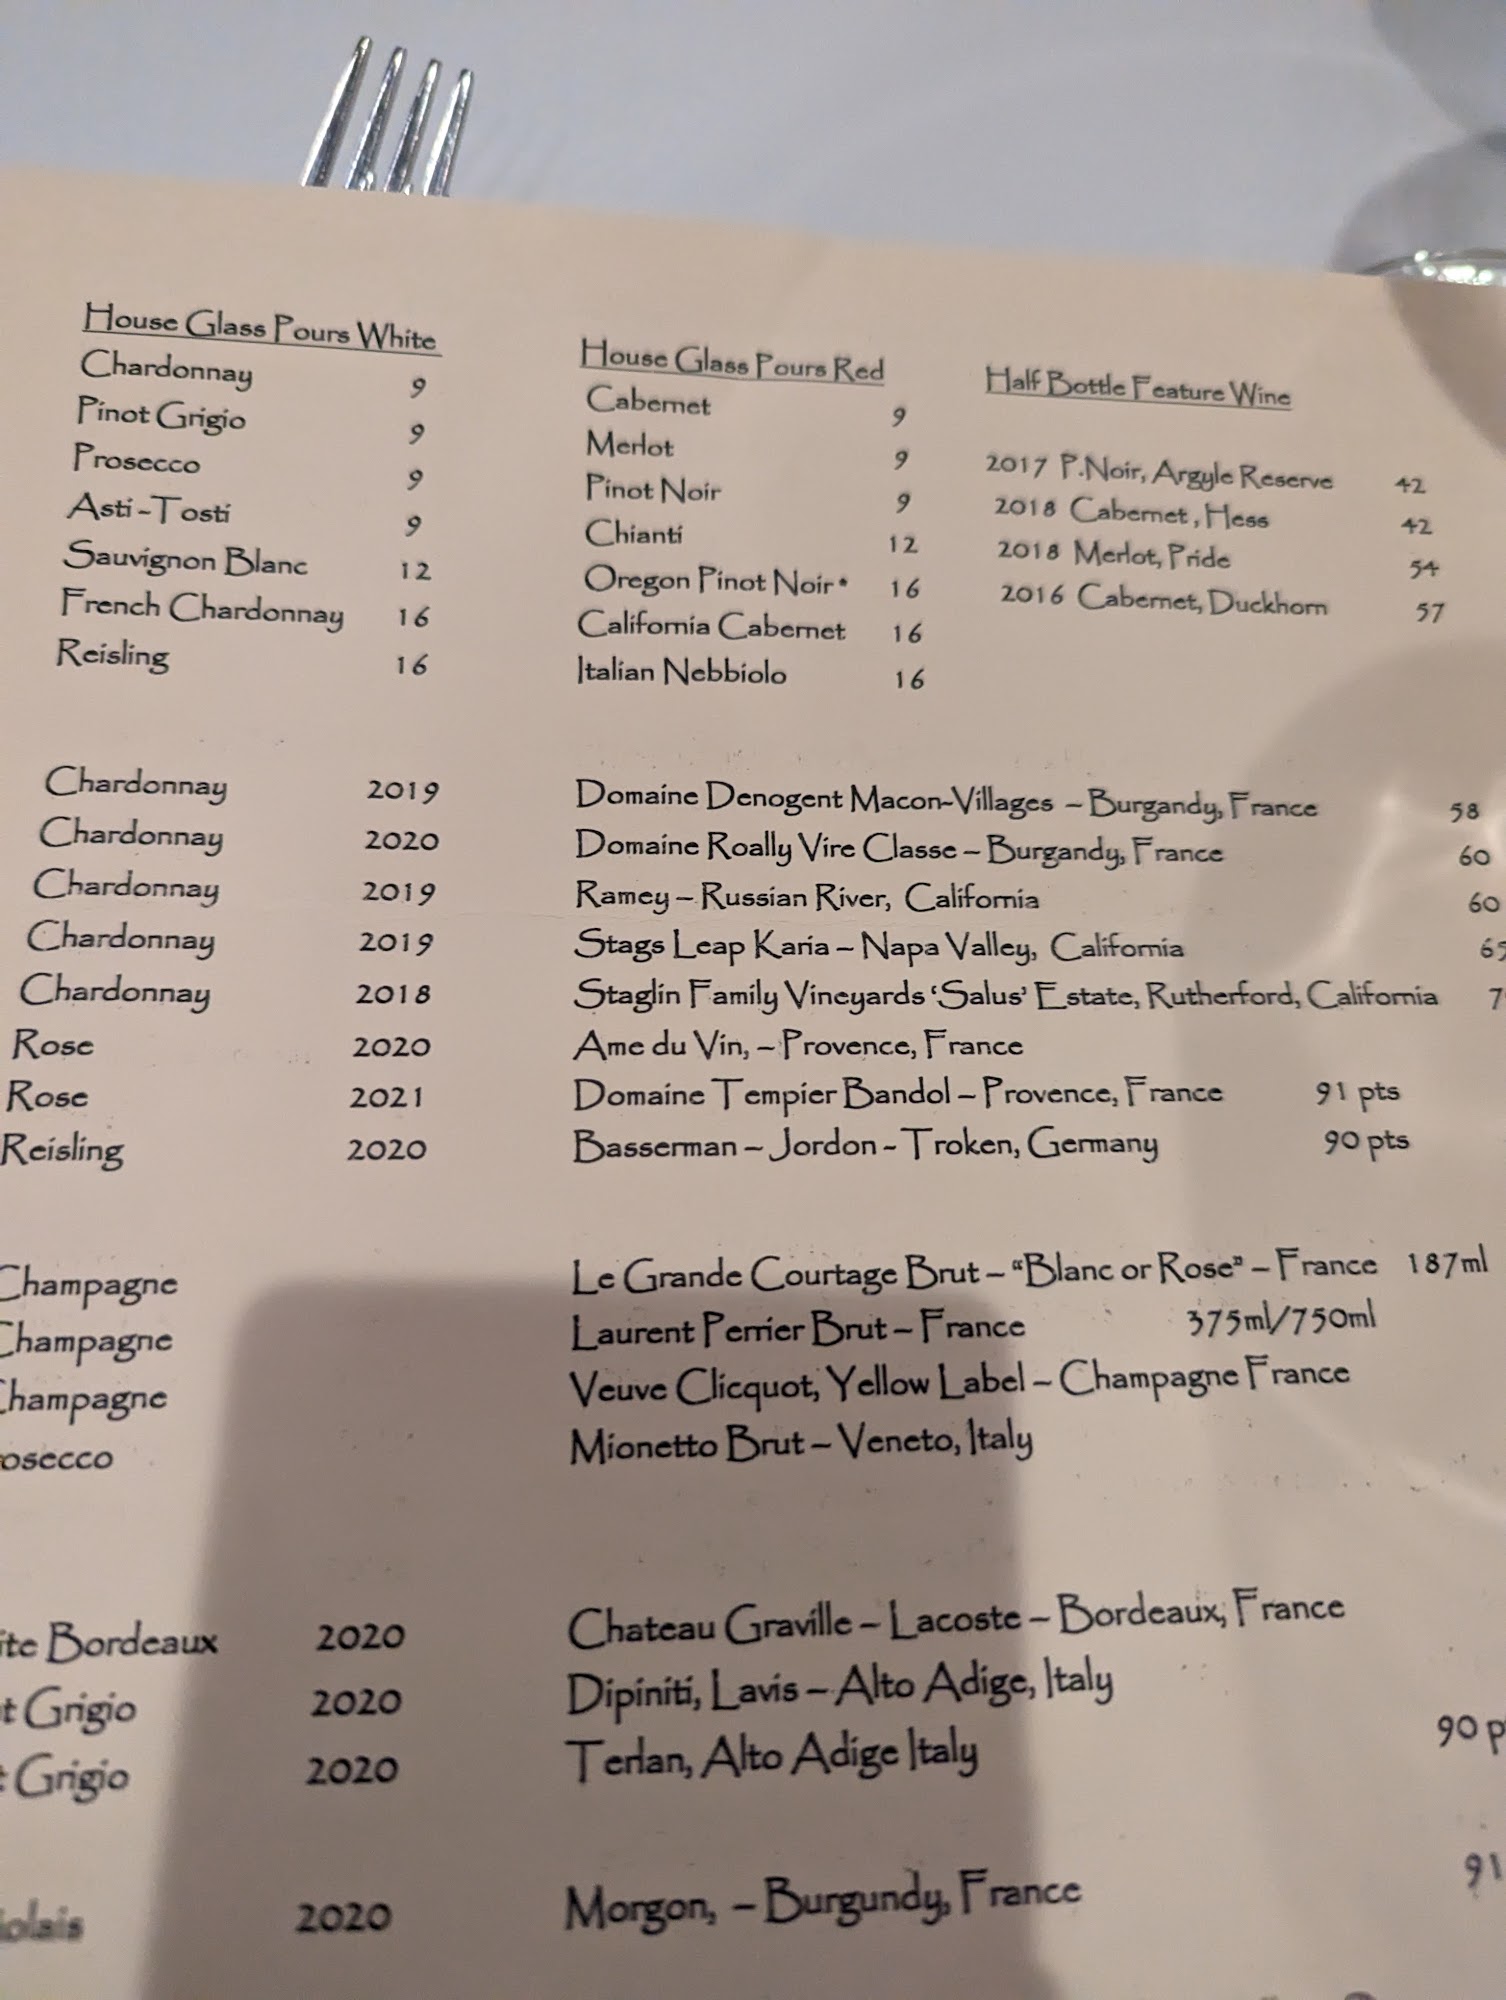 House Glass Pours White
Chardonnay 9
Pinot Grigio 9
Prosecco 9
Asti-Tosti 9
Sauvignon Blanc 12
French Chardonnay 16
Reisling 16
House Glass Pours Red
Cabernet 9
Merlot 9
Pinot Noir 9
Chianti 12
Oregon Pinot Noir* 16
California Cabernet 16
Italian Nebbiolo 16
Half Bottle Feature Wine
2017 P.Noir, Argyle Reserve 42
2018 Cabernet, Hess 42
2018 Merlot, Pride 54
2016 Cabernet, Duckhorn 57
Chardonnay 2019 Domaine Denogent Macon-Villages – Burgandy, France 58
Chardonnay 2020 Domaine Roally Vire Classe – Burgandy, France 60
Chardonnay 2019 Ramey – Russian River, California 60
Chardonnay 2019 Stags Leap Karia – Napa Valley, California
Chardonnay 2018 Staglin Family Vineyards ‘Salus’ Estate, Rutherford, California
Rose 2020 Ame du Vin, – Provence, France
Rose 2021 Domaine Tempier Bandol – Provence, France 91 pts
Reisling 2020 Basserman – Jordon - Troken, Germany 90 pts
Champagne Le Grande Courtage Brut – “Blanc or Rose” – France 187ml
Champagne Laurent Perrier Brut – France 375ml/750ml
Champagne Veuve Clicquot, Yellow Label – Champagne France
osecco Mionetto Brut – Veneto, Italy
ite Bordeaux 2020 Chateau Graville – Lacoste – Bordeaux, France
t Grigio 2020 Dipiniti, Lavis – Alto Adige, Italy
t Grigio 2020 Terlan, Alto Adige Italy 90 p
jolais 2020 Morgon, – Burgundy, France 91